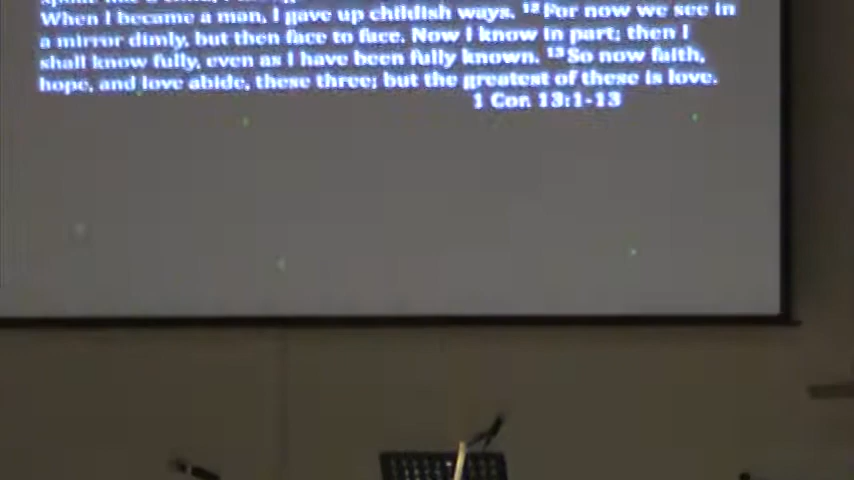 When I became a man, I gave up childish ways. 12 For now we see in
a mirror dimly, but then face to face. Now I know in part; then I
shall know fully, even as I have been fully known. 13 So now faith,
hope, and love abide, these three; but the greatest of these is love.
1 Cor. 13:1-13